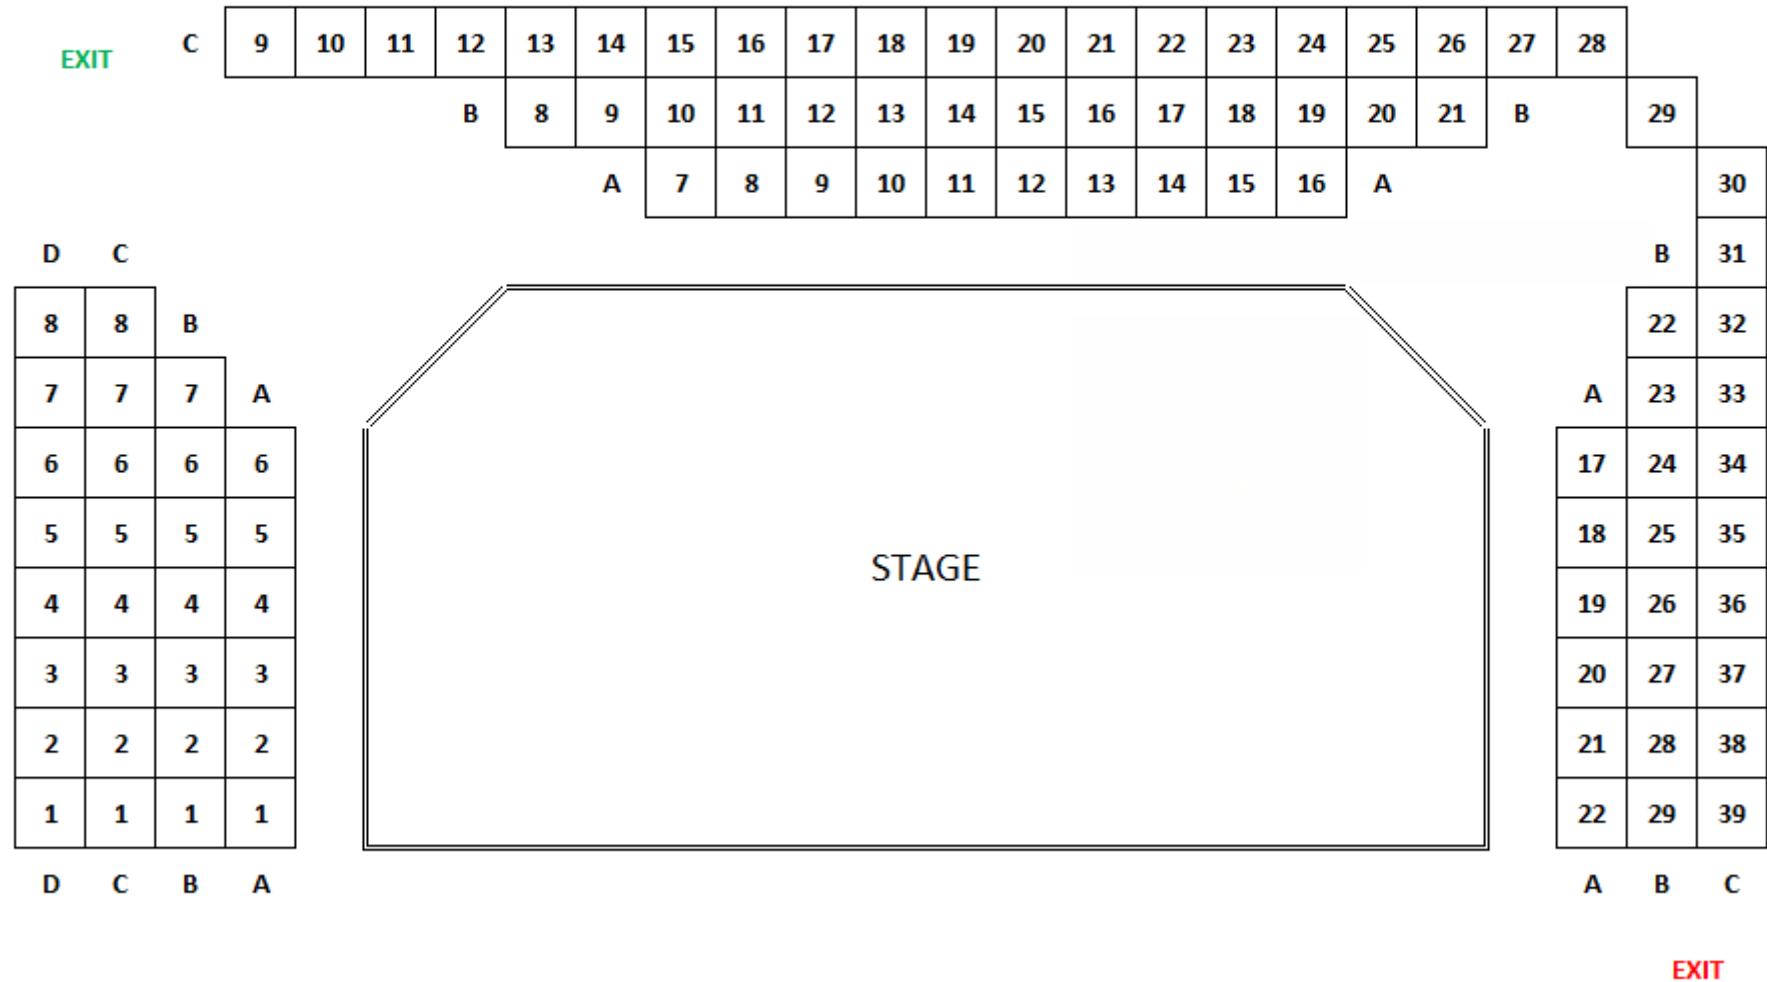 C 9 10 11 12 13 14 15 16 17 18 19 20 21 22 23 24 25 26 27 28
EXIT
B 8 9 10 11 12 13 14 15 16 17 18 19 20 21 B 29
A 7 8 9 10 11 12 13 14 15 16 A 30
D C B 31
8 8 B 22 32
7 7 7 A A 23 33
6 6 6 6 17 24 34
5 5 5 5 18 25 35
STAGE
4 4 4 4 19 26 36
3 3 3 3 20 27 37
2 2 2 2 21 28 38
1 1 1 1 22 29 39
D C B A A B C
EXIT